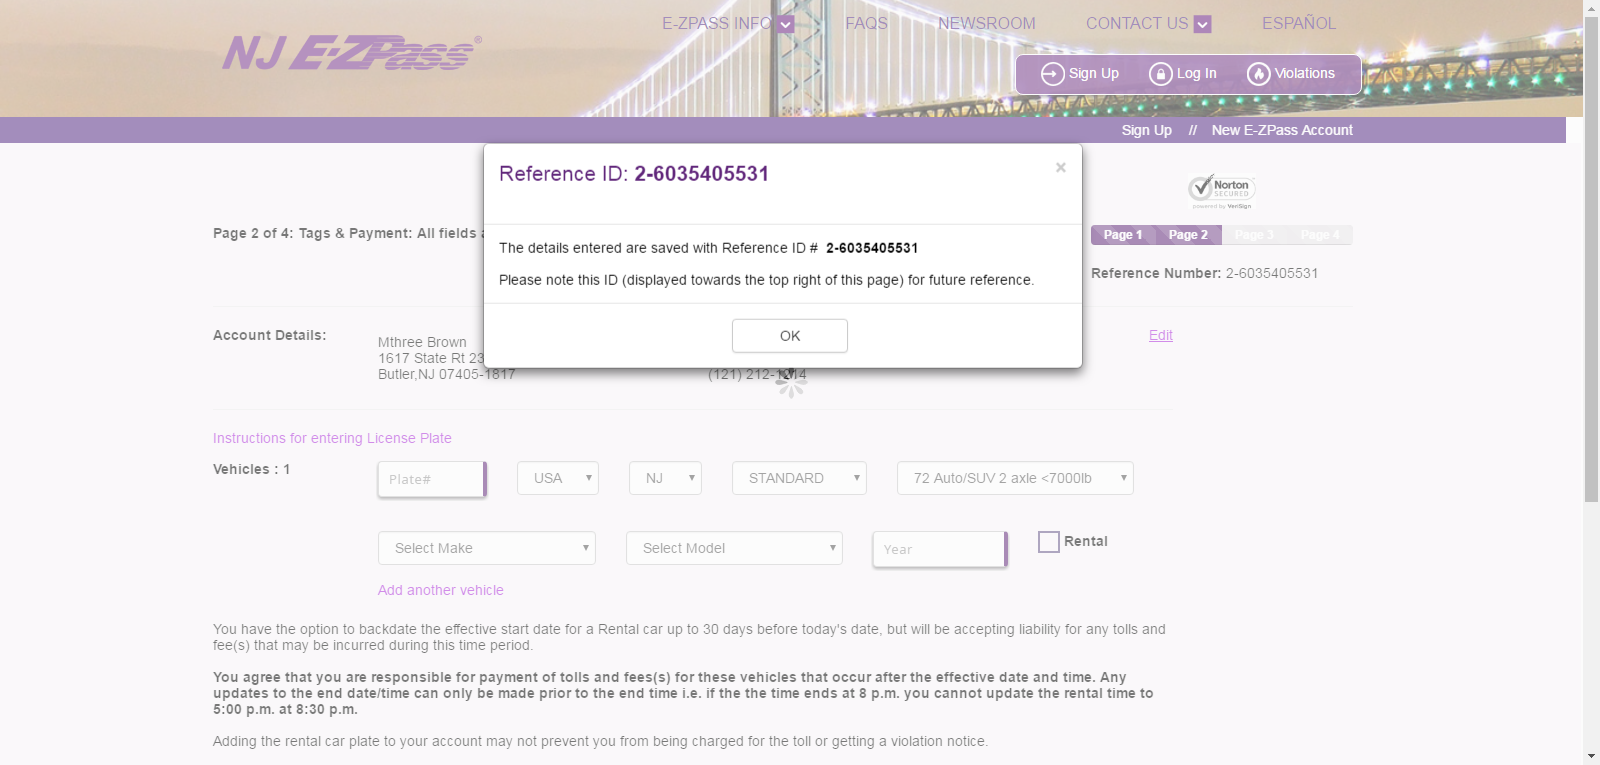 E-ZPASS INFO FAQS NEWSROOM CONTACT US ESPAÑOL
NJ E-ZPass®
Sign Up Log In Violations
Sign Up // New E-ZPass Account
Reference ID: 2-6035405531 ×
Norton
SECURED
powered by VeriSign
Page 2 of 4: Tags & Payment: All fields
Page 1 Page 2 Page 3 Page 4
The details entered are saved with Reference ID # 2-6035405531
Please note this ID (displayed towards the top right of this page) for future reference.
Reference Number: 2-6035405531
OK
Account Details:
Mthree Brown
1617 State Rt 23
Butler,NJ 07405-1817
(121) 212-1214
Edit
Instructions for entering License Plate
Vehicles : 1 Plate# USA NJ STANDARD 72 Auto/SUV 2 axle <7000lb
Select Make Select Model Year Rental
Add another vehicle
You have the option to backdate the effective start date for a Rental car up to 30 days before today's date, but will be accepting liability for any tolls and
fee(s) that may be incurred during this time period.
You agree that you are responsible for payment of tolls and fees(s) for these vehicles that occur after the effective date and time. Any
updates to the end date/time can only be made prior to the end time i.e. if the the time ends at 8 p.m. you cannot update the rental time to
5:00 p.m. at 8:30 p.m.
Adding the rental car plate to your account may not prevent you from being charged for the toll or getting a violation notice.